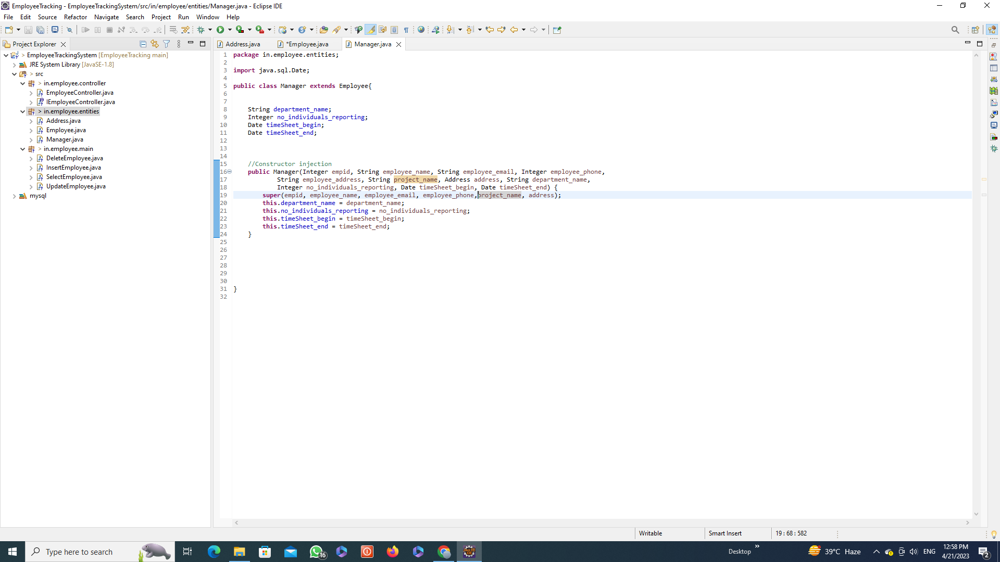 EmployeeTracking - EmployeeTrackingSystem/src/in/employee/entities/Manager.java - Eclipse IDE
File Edit Source Refactor Navigate Search Project Run Window Help
Project Explorer
Address.java *Employee.java Manager.java
> EmployeeTrackingSystem [EmployeeTracking main]
JRE System Library [JavaSE-1.8]
> src
> in.employee.controller
EmployeeController.java
IEmployeeController.java
> in.employee.entities
Address.java
Employee.java
Manager.java
> in.employee.main
DeleteEmployee.java
InsertEmployee.java
SelectEmployee.java
UpdateEmployee.java
mysql
1 package in.employee.entities;
2
3 import java.sql.Date;
4
5 public class Manager extends Employee{
6
7
8 String department_name;
9 Integer no_individuals_reporting;
10 Date timeSheet_begin;
11 Date timeSheet_end;
12
13
14
15 //Constructor injection
16 public Manager(Integer empid, String employee_name, String employee_email, Integer employee_phone,
17 String employee_address, String project_name, Address address, String department_name,
18 Integer no_individuals_reporting, Date timeSheet_begin, Date timeSheet_end) {
19 super(empid, employee_name, employee_email, employee_phone,project_name, address);
20 this.department_name = department_name;
21 this.no_individuals_reporting = no_individuals_reporting;
22 this.timeSheet_begin = timeSheet_begin;
23 this.timeSheet_end = timeSheet_end;
24 }
25
26
27
28
29
30
31 }
32
Writable Smart Insert 19 : 68 : 582
Type here to search
16
Desktop
39°C Haze
ENG
12:58 PM
4/21/2023
2